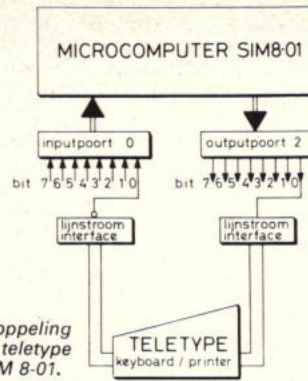 MICROCOMPUTER SIM8-01
inputpoort 0
outputpoort 2
bit 7 6 5 4 3 2 1 0
bit 7 6 5 4 3 2 1 0
lijnstroom
interface
lijnstroom
interface
TELETYPE
keyboard / printer
oppeling
teletype
M 8-01.